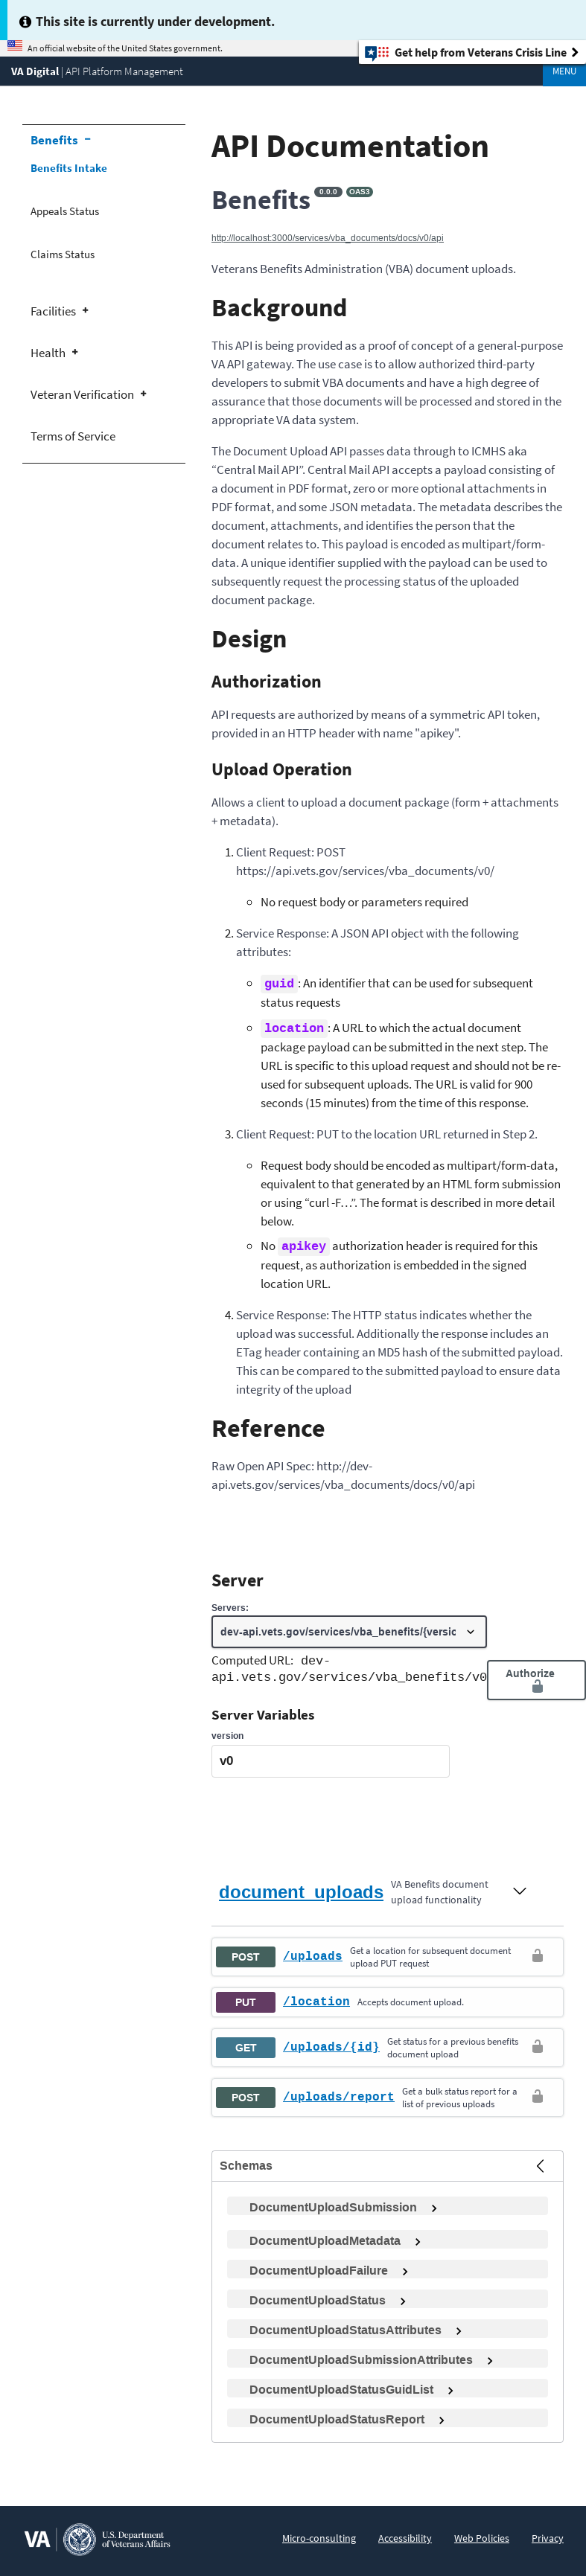 This site is currently under development.
An official website of the United States government.
Get help from Veterans Crisis Line
VA Digital | API Platform Management
MENU
Benefits −
Benefits Intake
Appeals Status
Claims Status
Facilities +
Health +
Veteran Verification +
Terms of Service
API Documentation
Benefits 0.0.0 OAS3
http://localhost:3000/services/vba_documents/docs/v0/api
Veterans Benefits Administration (VBA) document uploads.
Background
This API is being provided as a proof of concept of a general-purpose
VA API gateway. The use case is to allow authorized third-party
developers to submit VBA documents and have a high degree of
assurance that those documents will be processed and stored in the
appropriate VA data system.
The Document Upload API passes data through to ICMHS aka
“Central Mail API”. Central Mail API accepts a payload consisting of
a document in PDF format, zero or more optional attachments in
PDF format, and some JSON metadata. The metadata describes the
document, attachments, and identifies the person that the
document relates to. This payload is encoded as multipart/form-
data. A unique identifier supplied with the payload can be used to
subsequently request the processing status of the uploaded
document package.
Design
Authorization
API requests are authorized by means of a symmetric API token,
provided in an HTTP header with name "apikey".
Upload Operation
Allows a client to upload a document package (form + attachments
+ metadata).
1. Client Request: POST
https://api.vets.gov/services/vba_documents/v0/
No request body or parameters required
2. Service Response: A JSON API object with the following
attributes:
guid: An identifier that can be used for subsequent
status requests
location: A URL to which the actual document
package payload can be submitted in the next step. The
URL is specific to this upload request and should not be re-
used for subsequent uploads. The URL is valid for 900
seconds (15 minutes) from the time of this response.
3. Client Request: PUT to the location URL returned in Step 2.
Request body should be encoded as multipart/form-data,
equivalent to that generated by an HTML form submission
or using “curl -F…”. The format is described in more detail
below.
No apikey authorization header is required for this
request, as authorization is embedded in the signed
location URL.
4. Service Response: The HTTP status indicates whether the
upload was successful. Additionally the response includes an
ETag header containing an MD5 hash of the submitted payload.
This can be compared to the submitted payload to ensure data
integrity of the upload
Reference
Raw Open API Spec: http://dev-
api.vets.gov/services/vba_documents/docs/v0/api
Server
Servers:
dev-api.vets.gov/services/vba_benefits/{versic
Computed URL: dev-
api.vets.gov/services/vba_benefits/v0
Authorize
Server Variables
version
v0
document_uploads VA Benefits document
upload functionality
POST /uploads Get a location for subsequent document
upload PUT request
PUT /location Accepts document upload.
GET /uploads/{id} Get status for a previous benefits
document upload
POST /uploads/report Get a bulk status report for a
list of previous uploads
Schemas
DocumentUploadSubmission
DocumentUploadMetadata
DocumentUploadFailure
DocumentUploadStatus
DocumentUploadStatusAttributes
DocumentUploadSubmissionAttributes
DocumentUploadStatusGuidList
DocumentUploadStatusReport
VA
U.S. Department
of Veterans Affairs
Micro-consulting Accessibility Web Policies Privacy